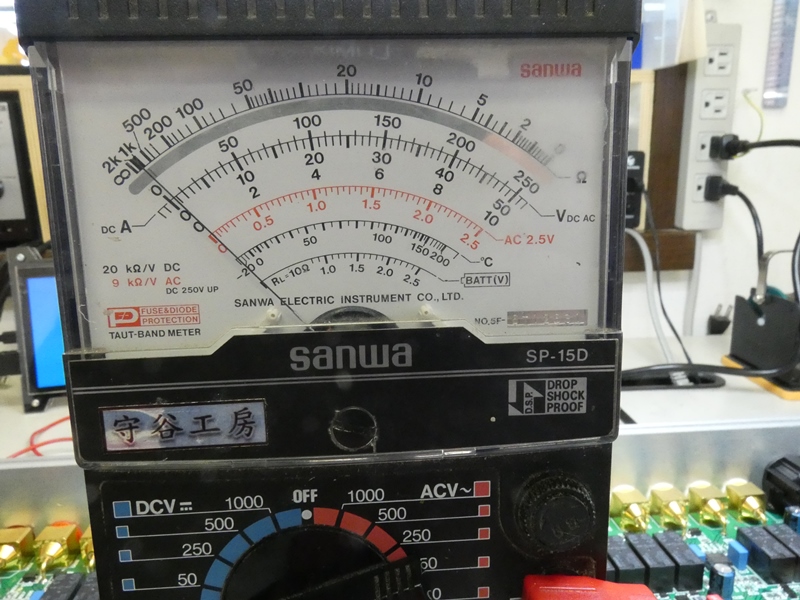 sanwa
2k 1k 500 200 100 50 20 10 5 2
∞ Ω
0 50 100 150 200 250
0 10 20 30 40 50
0 2 4 6 8 10
DC A V DC AC
0 0.5 1.0 1.5 2.0 2.5 AC 2.5V
-20 0 50 100 150 200 °C
RL=10Ω 1.0 1.5 2.0 2.5 BATT(V)
20 kΩ/V DC
9 kΩ/V AC
DC 250V UP
FUSE&DIODE
PROTECTION
TAUT-BAND METER
SANWA ELECTRIC INSTRUMENT CO., LTD.
NO.SF-
sanwa
SP-15D
D.S.P.
DROP
SHOCK
PROOF
守谷工房
DCV 1000 OFF 1000 ACV~
500 500
250 250
50 50